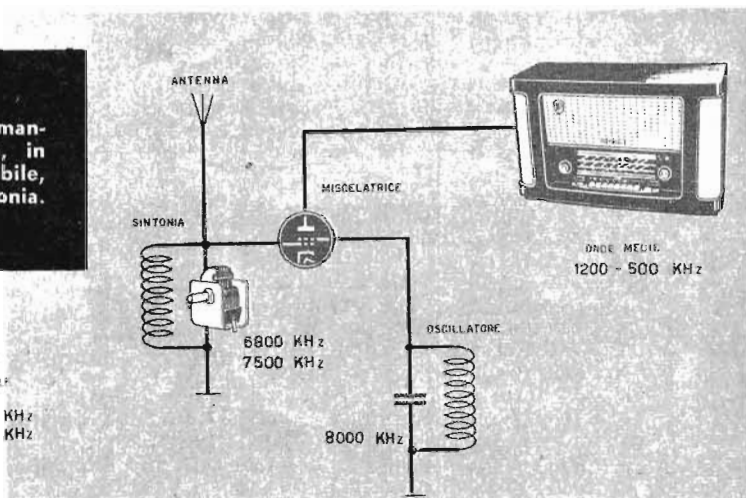 man-
, in
bile,
onia.
ANTENNA
MISCELATRICE
SINTONIA
ONDE MEDIE
1200 - 500 KHz
6800 KHz
7500 KHz
OSCILLATORE
8000 KHz
KHz
KHz